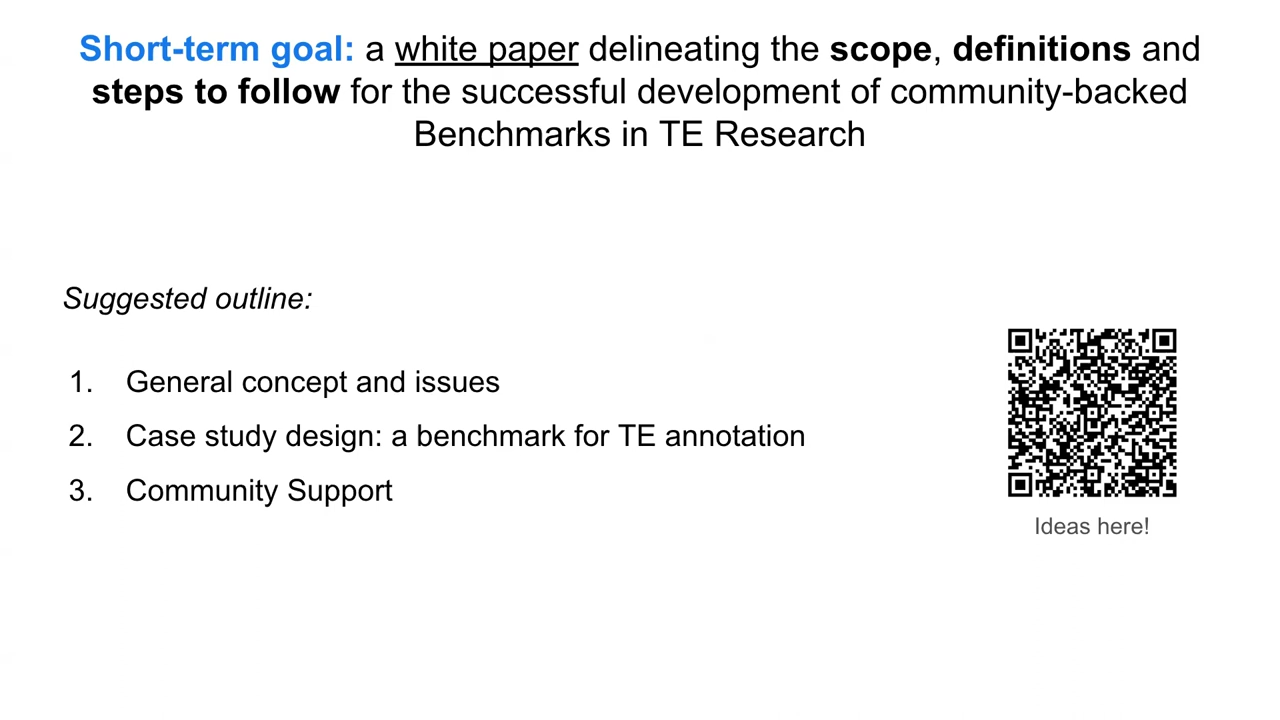 Short-term goal: a white paper delineating the scope, definitions and
steps to follow for the successful development of community-backed
Benchmarks in TE Research
Suggested outline:
1. General concept and issues
2. Case study design: a benchmark for TE annotation
3. Community Support
Ideas here!